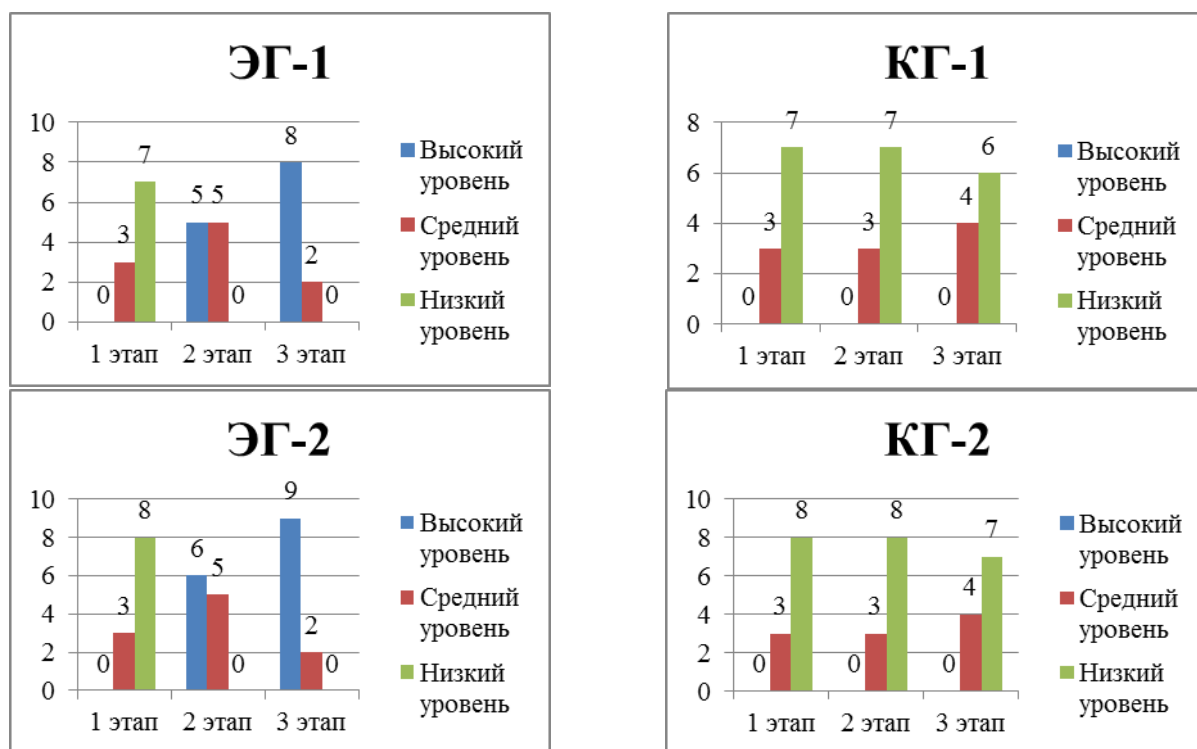 ЭГ-1
10
8
6
4
2
0
0
3
7
5
5
0
8
2
0
1 этап
2 этап
3 этап
Высокий
уровень
Средний
уровень
Низкий
уровень
КГ-1
8
6
4
2
0
0
3
7
0
3
7
0
4
6
1 этап
2 этап
3 этап
Высокий
уровень
Средний
уровень
Низкий
уровень
ЭГ-2
10
8
6
4
2
0
0
3
8
6
5
0
9
2
0
1 этап
2 этап
3 этап
Высокий
уровень
Средний
уровень
Низкий
уровень
КГ-2
10
8
6
4
2
0
0
3
8
0
3
8
0
4
7
1 этап
2 этап
3 этап
Высокий
уровень
Средний
уровень
Низкий
уровень